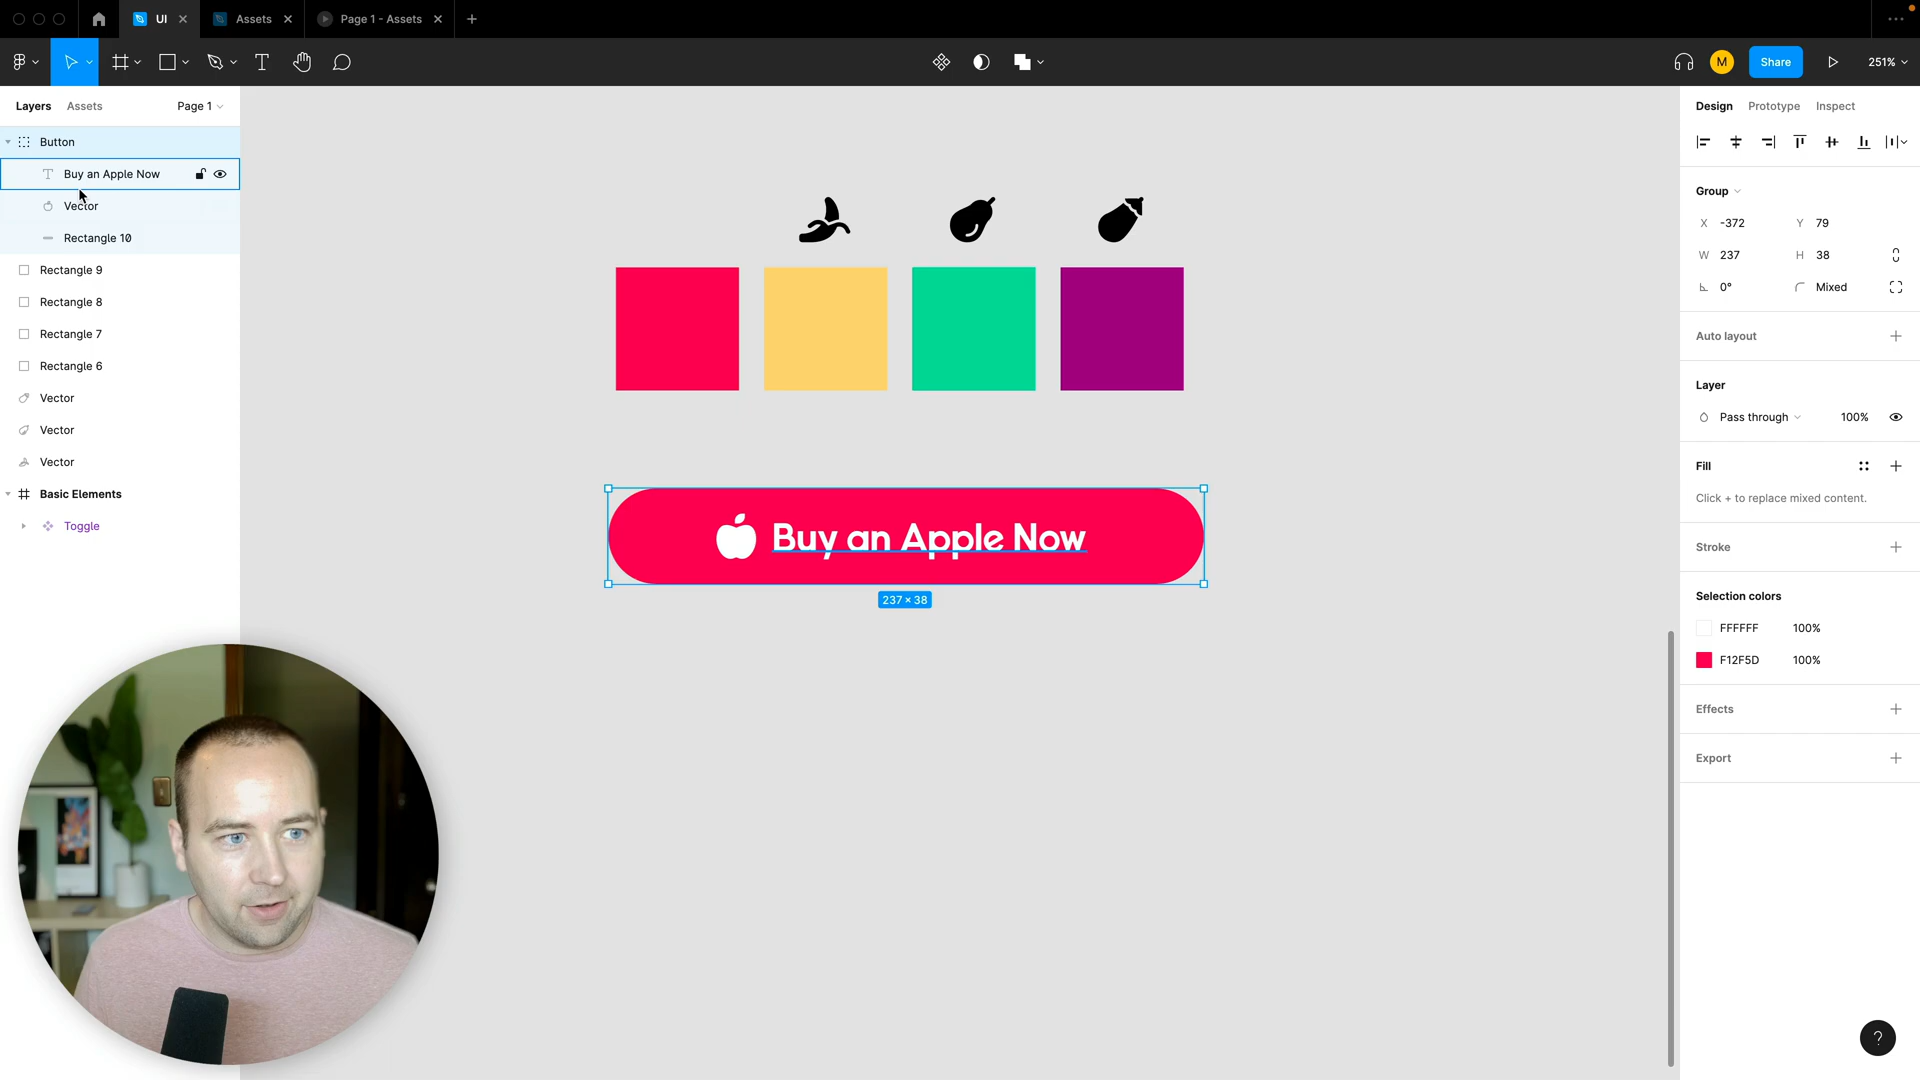 UI
Assets
Page 1 - Assets
M
Share
251%
Layers
Assets
Page 1
Design
Prototype
Inspect
Button
Buy an Apple Now
Vector
Rectangle 10
Rectangle 9
Rectangle 8
Rectangle 7
Rectangle 6
Vector
Vector
Vector
Basic Elements
Toggle
Buy an Apple Now
237 × 38
Group
X -372 Y 79
W 237 H 38
0° Mixed
Auto layout
Layer
Pass through 100%
Fill
Click + to replace mixed content.
Stroke
Selection colors
FFFFFF 100%
F12F5D 100%
Effects
Export
?